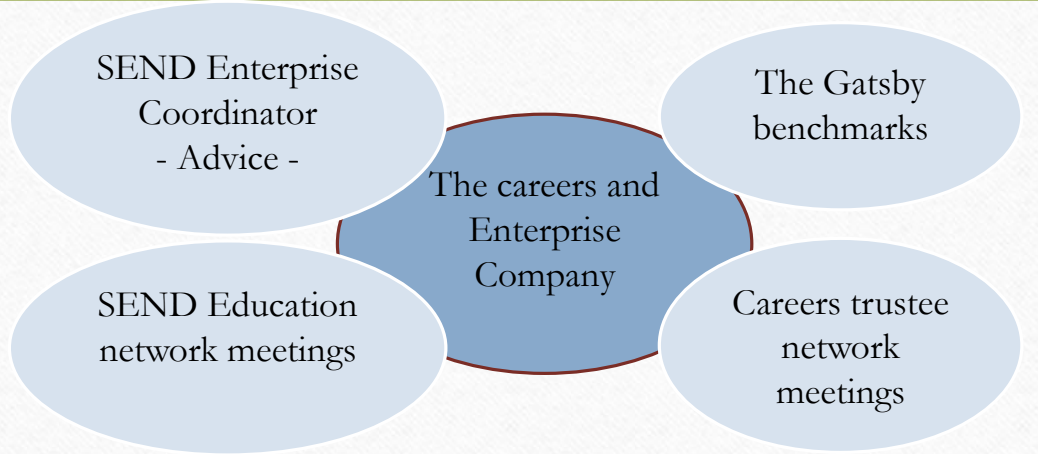 SEND Enterprise
Coordinator
- Advice -
The Gatsby
benchmarks
The careers and
Enterprise
Company
SEND Education
network meetings
Careers trustee
network
meetings